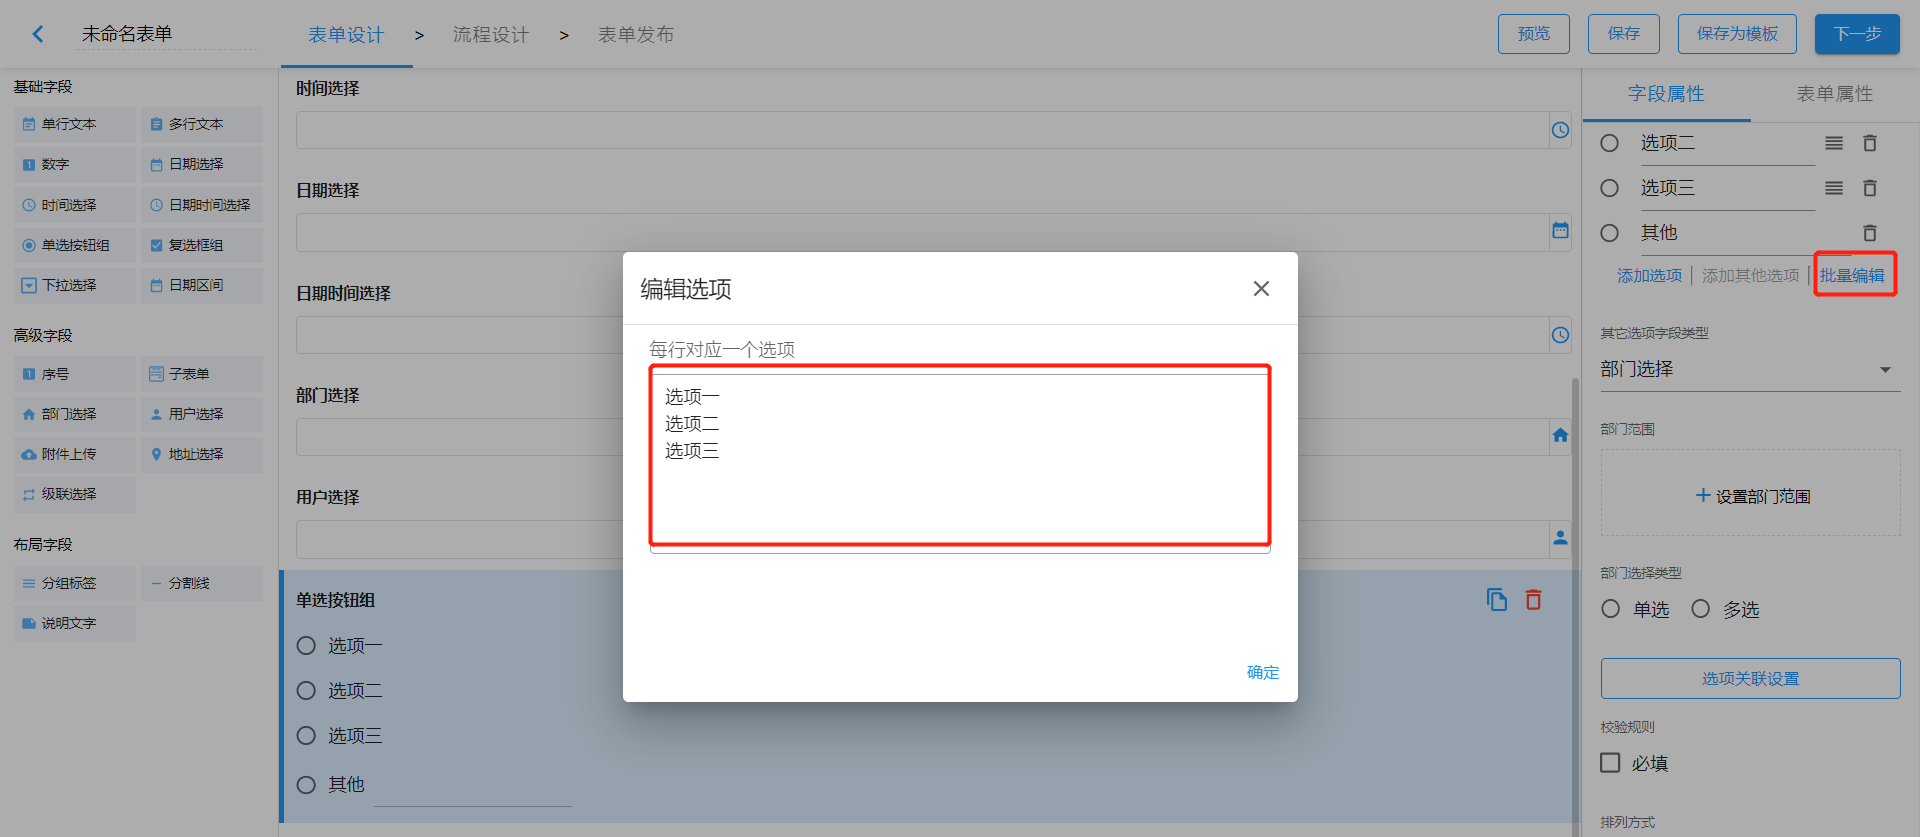 未命名表单
表单设计 > 流程设计 > 表单发布
预览 保存 保存为模板 下一步
基础字段
单行文本 多行文本
数字 日期选择
时间选择 日期时间选择
单选按钮组 复选框组
下拉选择 日期区间
高级字段
序号 子表单
部门选择 用户选择
附件上传 地址选择
级联选择
布局字段
分组标签 分割线
说明文字
时间选择
日期选择
日期时间选择
部门选择
用户选择
单选按钮组
选项一
选项二
选项三
其他
编辑选项
每行对应一个选项
选项一
选项二
选项三
确定
字段属性 表单属性
选项二
选项三
其他
添加选项 | 添加其他选项 | 批量编辑
其它选项字段类型
部门选择
部门范围
+ 设置部门范围
部门选择类型
单选 多选
选项关联设置
校验规则
必填
排列方式